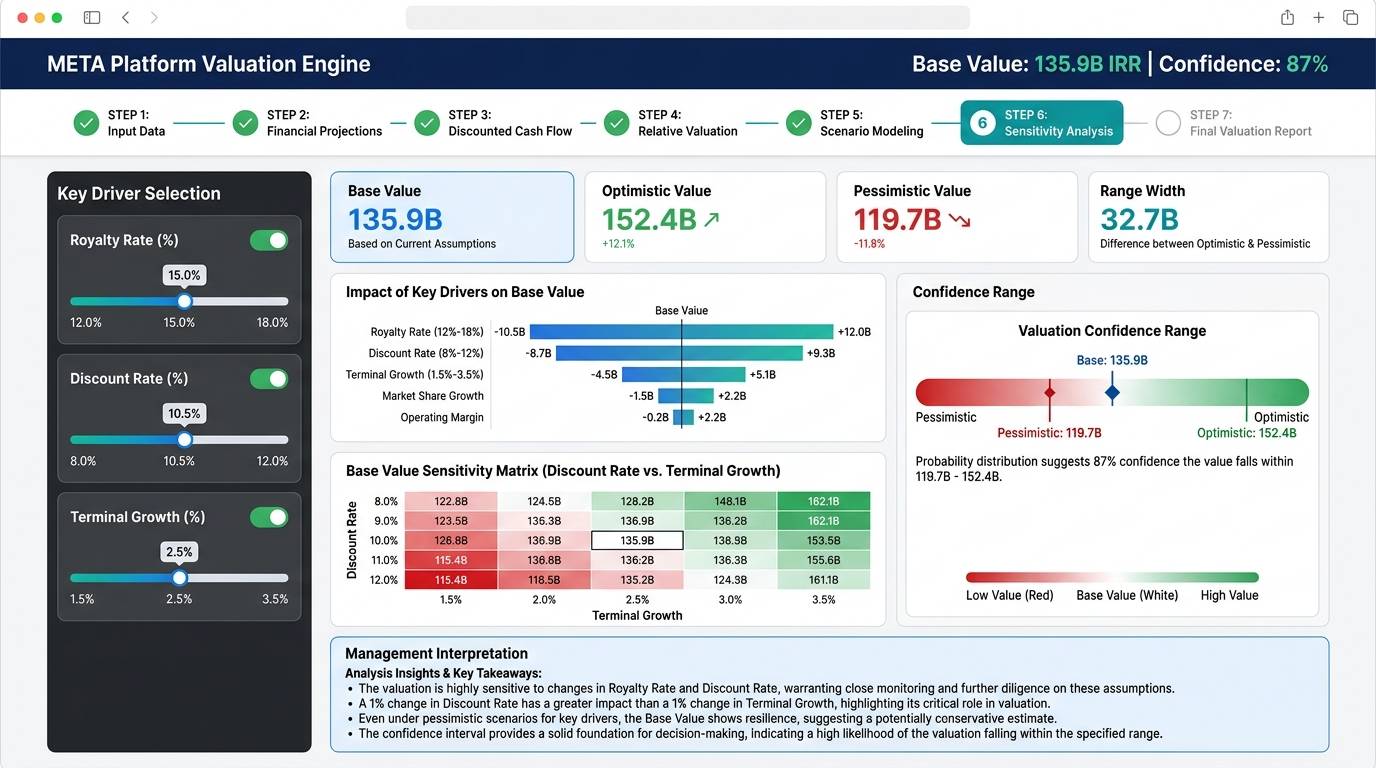 META Platform Valuation Engine
Base Value: 135.9B IRR | Confidence: 87%
STEP 1:
Input Data
STEP 2:
Financial Projections
STEP 3:
Discounted Cash Flow
STEP 4:
Relative Valuation
STEP 5:
Scenario Modeling
6
STEP 6:
Sensitivity Analysis
STEP 7:
Final Valuation Report
Key Driver Selection
Royalty Rate (%)
15.0%
12.0% 15.0% 18.0%
Discount Rate (%)
10.5%
8.0% 10.5% 12.0%
Terminal Growth (%)
2.5%
1.5% 2.5% 3.5%
Base Value
135.9B
Based on Current Assumptions
Optimistic Value
152.4B
+12.1%
Pessimistic Value
119.7B
-11.8%
Range Width
32.7B
Difference between Optimistic & Pessimistic
Impact of Key Drivers on Base Value
Base Value
Royalty Rate (12%-18%) -10.5B +12.0B
Discount Rate (8%-12%) -8.7B +9.3B
Terminal Growth (1.5%-3.5%) -4.5B +5.1B
Market Share Growth -1.5B +2.2B
Operating Margin -0.2B +2.2B
Base Value Sensitivity Matrix (Discount Rate vs. Terminal Growth)
Discount Rate
8.0% 122.8B 124.5B 128.2B 148.1B 162.1B
9.0% 123.5B 136.3B 136.9B 136.2B 162.1B
10.0% 126.8B 136.9B 135.9B 138.9B 153.5B
11.0% 115.4B 136.8B 136.2B 136.3B 155.6B
12.0% 115.4B 118.5B 135.2B 124.3B 161.1B
1.5% 2.0% 2.5% 3.0% 3.5%
Terminal Growth
Confidence Range
Valuation Confidence Range
Base: 135.9B
Pessimistic Optimistic
Pessimistic: 119.7B Optimistic: 152.4B
Probability distribution suggests 87% confidence the value falls within
119.7B - 152.4B.
Low Value (Red) Base Value (White) High Value
Management Interpretation
Analysis Insights & Key Takeaways:
• The valuation is highly sensitive to changes in Royalty Rate and Discount Rate, warranting close monitoring and further diligence on these assumptions.
• A 1% change in Discount Rate has a greater impact than a 1% change in Terminal Growth, highlighting its critical role in valuation.
• Even under pessimistic scenarios for key drivers, the Base Value shows resilience, suggesting a potentially conservative estimate.
• The confidence interval provides a solid foundation for decision-making, indicating a high likelihood of the valuation falling within the specified range.